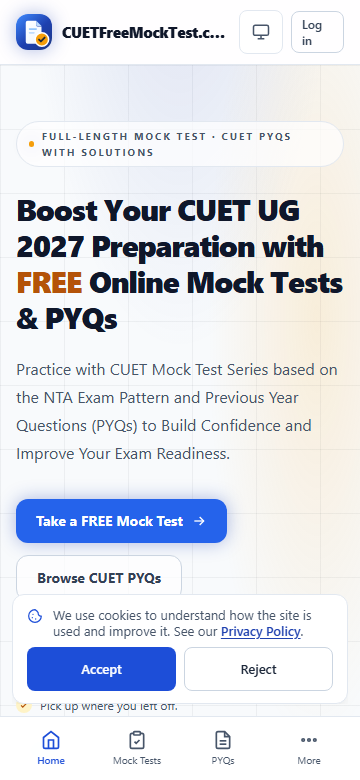 CUETFreeMockTest.c...
Log
in
FULL-LENGTH MOCK TEST · CUET PYQS
WITH SOLUTIONS
Boost Your CUET UG
2027 Preparation with
FREE Online Mock Tests
& PYQs
Practice with CUET Mock Test Series based on
the NTA Exam Pattern and Previous Year
Questions (PYQs) to Build Confidence and
Improve Your Exam Readiness.
Take a FREE Mock Test →
Browse CUET PYQs
We use cookies to understand how the site is
used and improve it. See our Privacy Policy.
Accept
Reject
Pick up where you left off.
Home
Mock Tests
PYQs
More